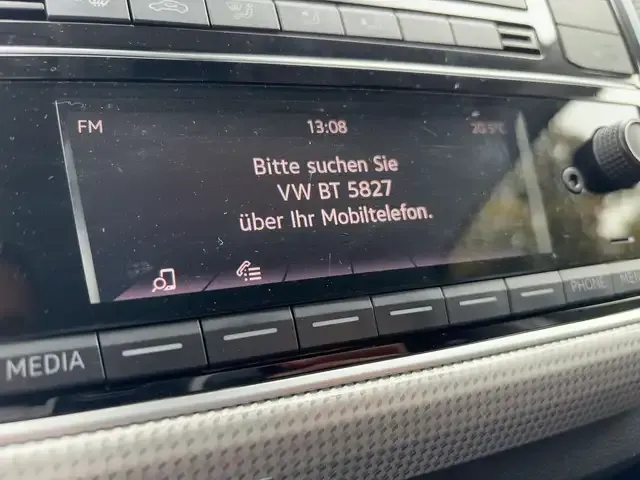 FM 13:08 20.5°C
Bitte suchen Sie
VW BT 5827
über Ihr Mobiltelefon.
MEDIA PHONE